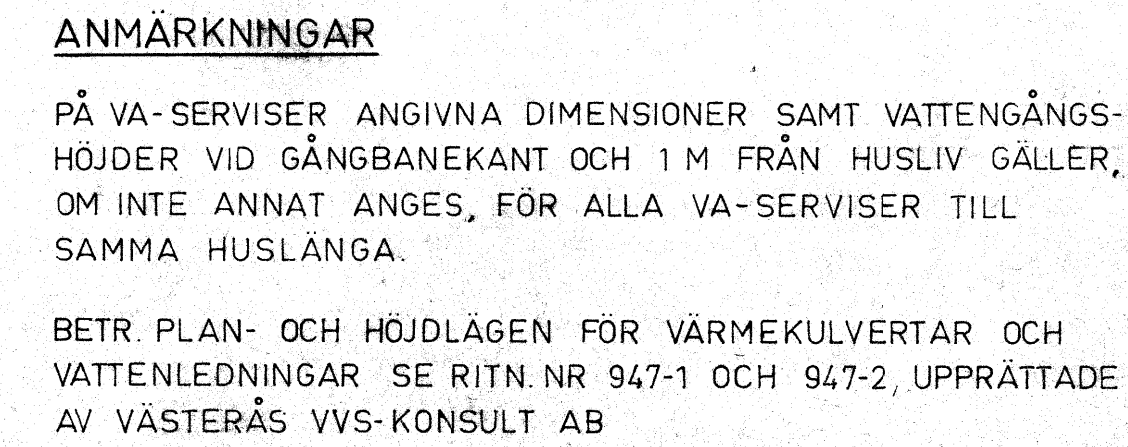 ANMÄRKNINGAR
PÅ VA-SERVISER ANGIVNA DIMENSIONER SAMT VATTENGÅNGS-
HÖJDER VID GÅNGBANEKANT OCH 1 M FRÅN HUSLIV GÄLLER,
OM INTE ANNAT ANGES, FÖR ALLA VA-SERVISER TILL
SAMMA HUSLÄNGA.
BETR. PLAN- OCH HÖJDLÄGEN FÖR VÄRMEKULVERTAR OCH
VATTENLEDNINGAR SE RITN. NR 947-1 OCH 947-2, UPPRÄTTADE
AV VÄSTERÅS VVS-KONSULT AB